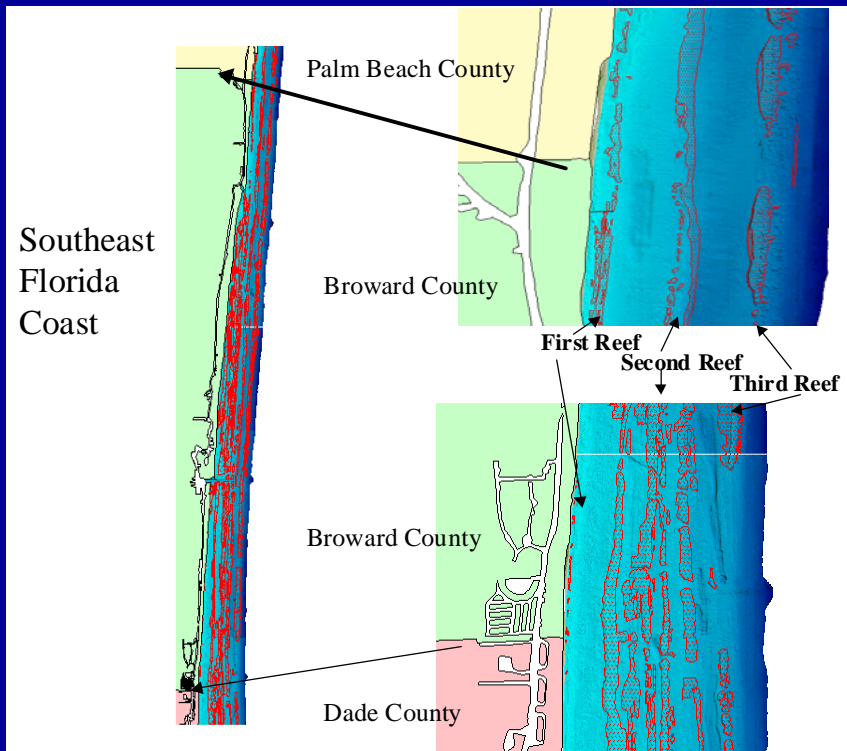 Palm Beach County
Southeast
Florida
Coast
Broward County
First Reef
Second Reef
Third Reef
Broward County
Dade County